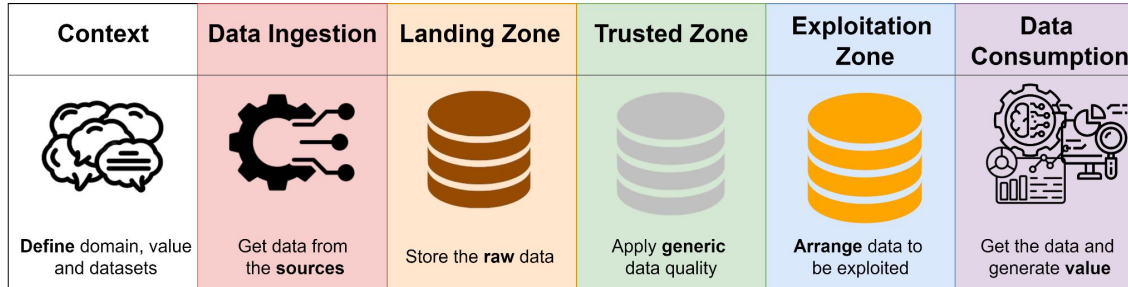 Context
Data Ingestion
Landing Zone
Trusted Zone
Exploitation
Zone
Data
Consumption
Define domain, value
and datasets
Get data from
the sources
Store the raw data
Apply generic
data quality
Arrange data to
be exploited
Get the data and
generate value